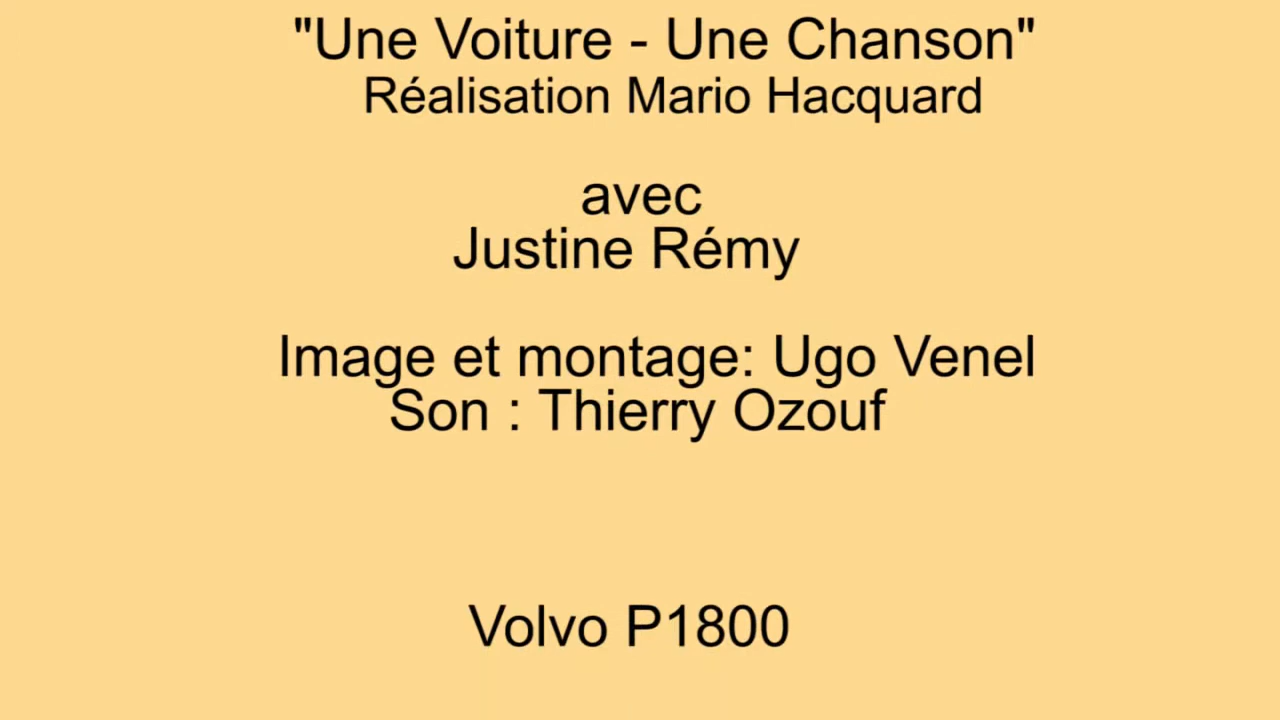 "Une Voiture - Une Chanson"
Réalisation Mario Hacquard
avec
Justine Rémy
Image et montage: Ugo Venel
Son : Thierry Ozouf
Volvo P1800